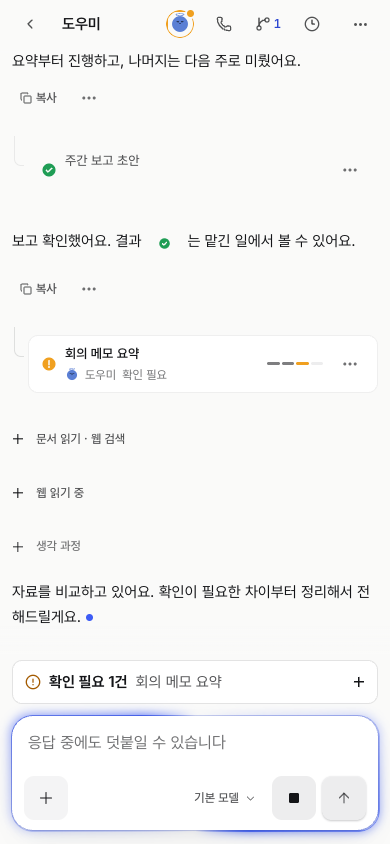 도우미
1
요약부터 진행하고, 나머지는 다음 주로 미뤘어요.
복사
주간 보고 초안
보고 확인했어요. 결과 는 맡긴 일에서 볼 수 있어요.
복사
회의 메모 요약
도우미 확인 필요
문서 읽기 · 웹 검색
웹 읽기 중
생각 과정
자료를 비교하고 있어요. 확인이 필요한 차이부터 정리해서 전
해드릴게요.
확인 필요 1건 회의 메모 요약
응답 중에도 덧붙일 수 있습니다
기본 모델